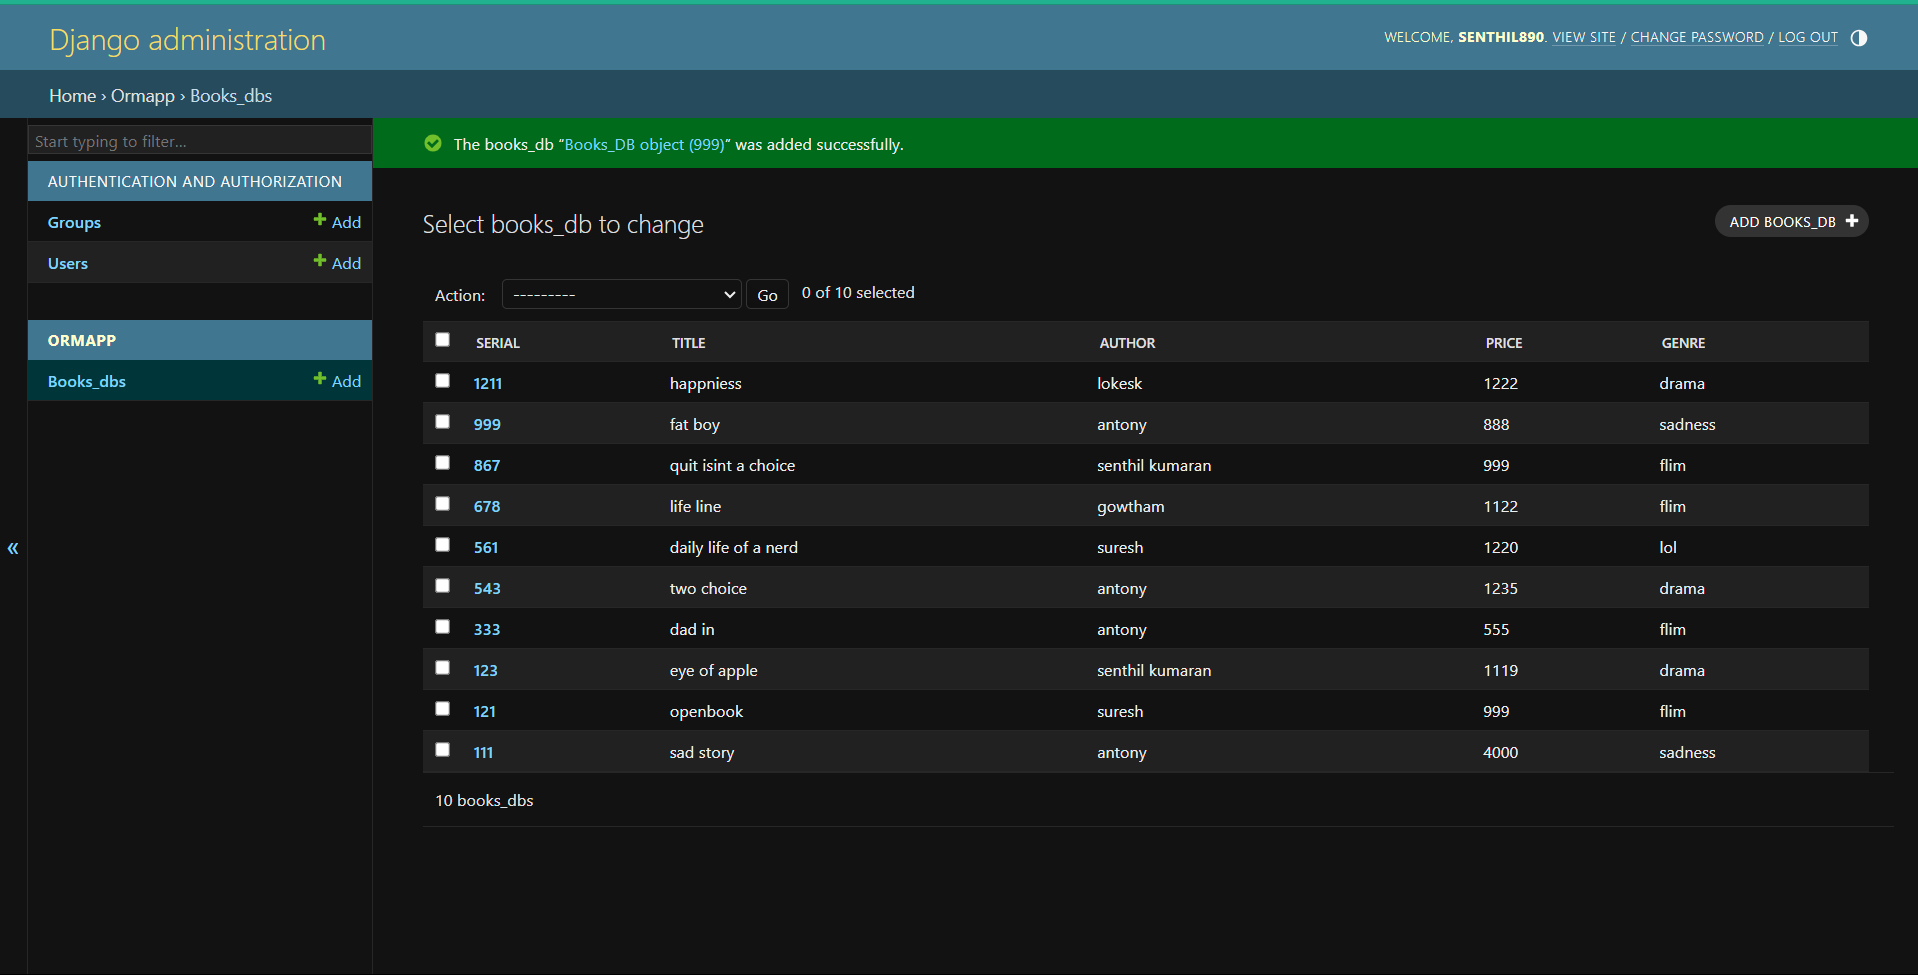 Django administration
WELCOME, SENTHIL890. VIEW SITE / CHANGE PASSWORD / LOG OUT
Home › Ormapp › Books_dbs
Start typing to filter...
AUTHENTICATION AND AUTHORIZATION
Groups + Add
Users + Add
ORMAPP
Books_dbs + Add
«
The books_db “Books_DB object (999)” was added successfully.
Select books_db to change
ADD BOOKS_DB +
Action: --------- Go 0 of 10 selected
SERIAL TITLE AUTHOR PRICE GENRE
1211 happniess lokesk 1222 drama
999 fat boy antony 888 sadness
867 quit isint a choice senthil kumaran 999 flim
678 life line gowtham 1122 flim
561 daily life of a nerd suresh 1220 lol
543 two choice antony 1235 drama
333 dad in antony 555 flim
123 eye of apple senthil kumaran 1119 drama
121 openbook suresh 999 flim
111 sad story antony 4000 sadness
10 books_dbs